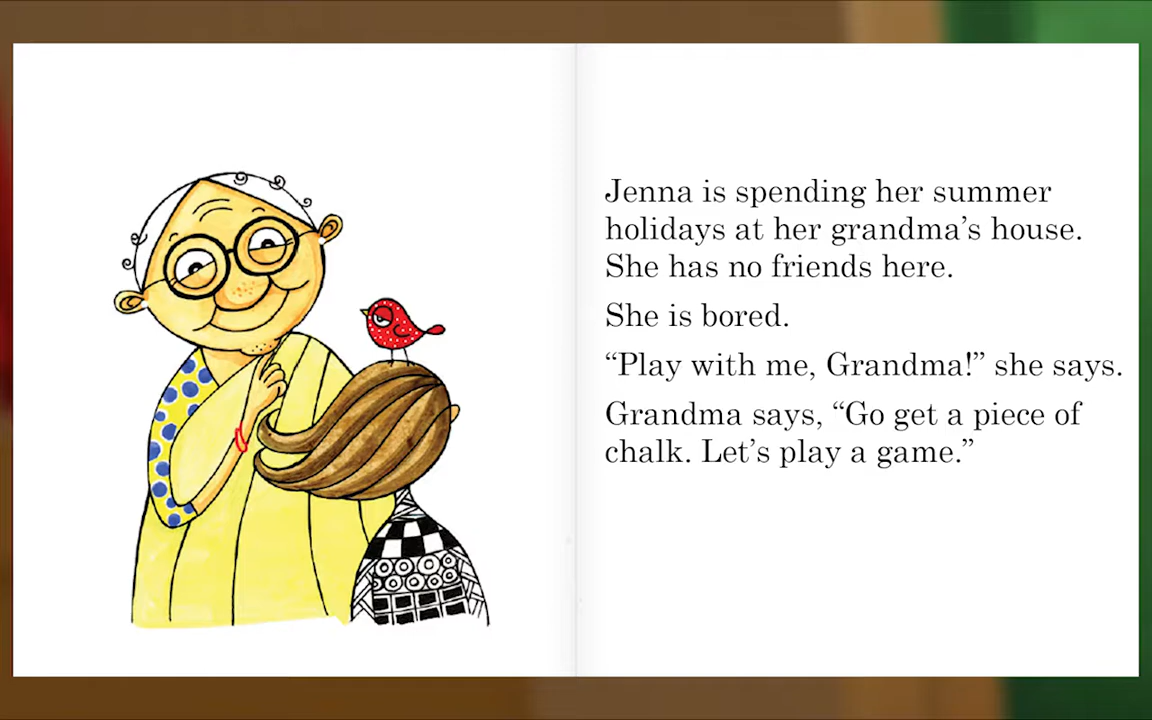 Jenna is spending her summer
holidays at her grandma’s house.
She has no friends here.
She is bored.
“Play with me, Grandma!” she says.
Grandma says, “Go get a piece of
chalk. Let’s play a game.”